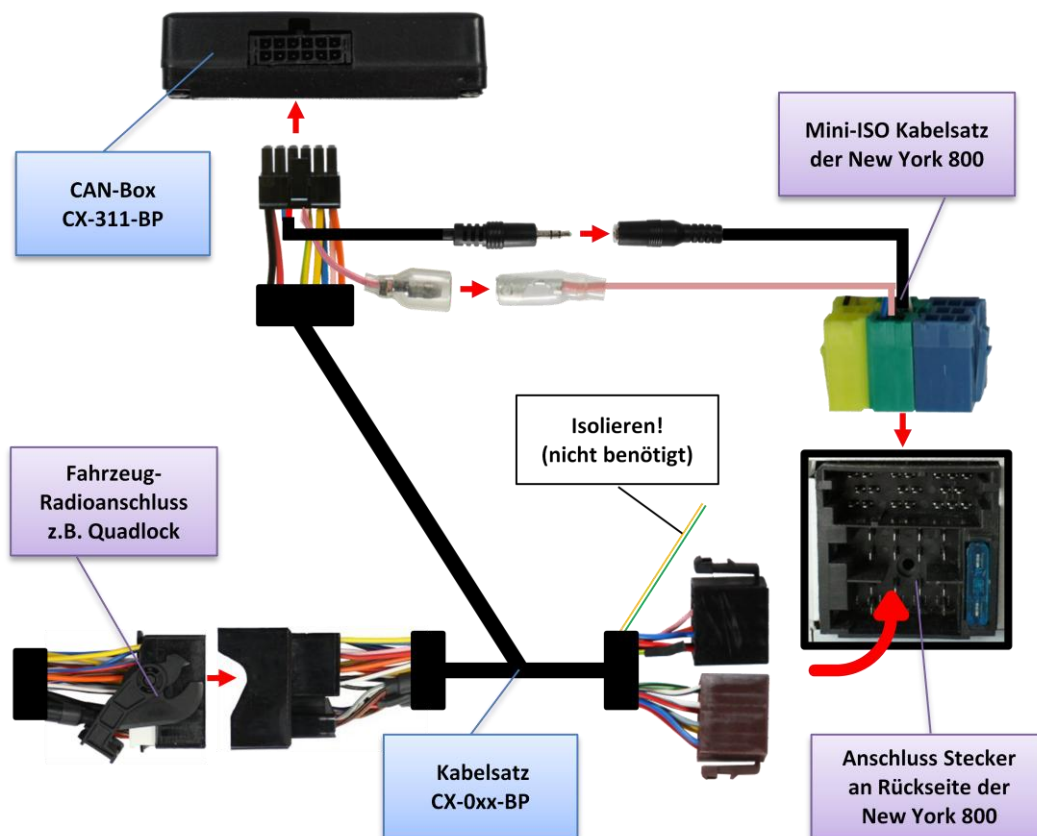 CAN-Box
CX-311-BP
Mini-ISO Kabelsatz
der New York 800
Isolieren!
(nicht benötigt)
Fahrzeug-
Radioanschluss
z.B. Quadlock
Kabelsatz
CX-0xx-BP
Anschluss Stecker
an Rückseite der
New York 800